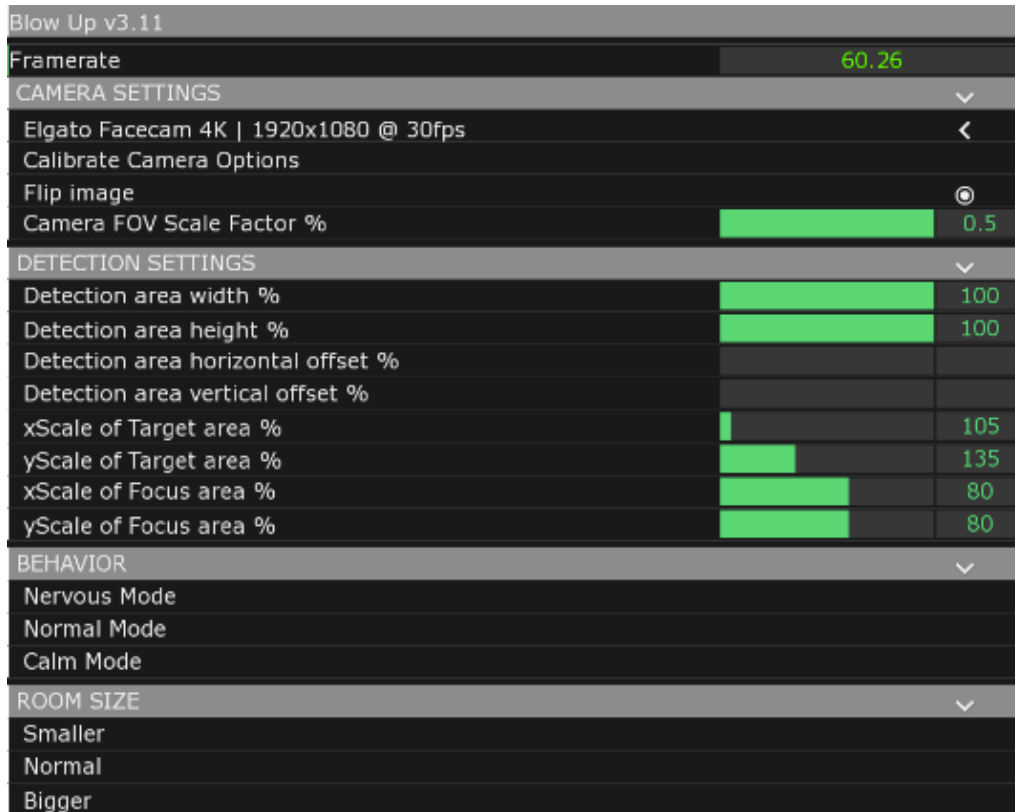 Blow Up v3.11
Framerate 60.26
CAMERA SETTINGS
Elgato Facecam 4K | 1920x1080 @ 30fps
Calibrate Camera Options
Flip image
Camera FOV Scale Factor % 0.5
DETECTION SETTINGS
Detection area width % 100
Detection area height % 100
Detection area horizontal offset %
Detection area vertical offset %
xScale of Target area % 105
yScale of Target area % 135
xScale of Focus area % 80
yScale of Focus area % 80
BEHAVIOR
Nervous Mode
Normal Mode
Calm Mode
ROOM SIZE
Smaller
Normal
Bigger